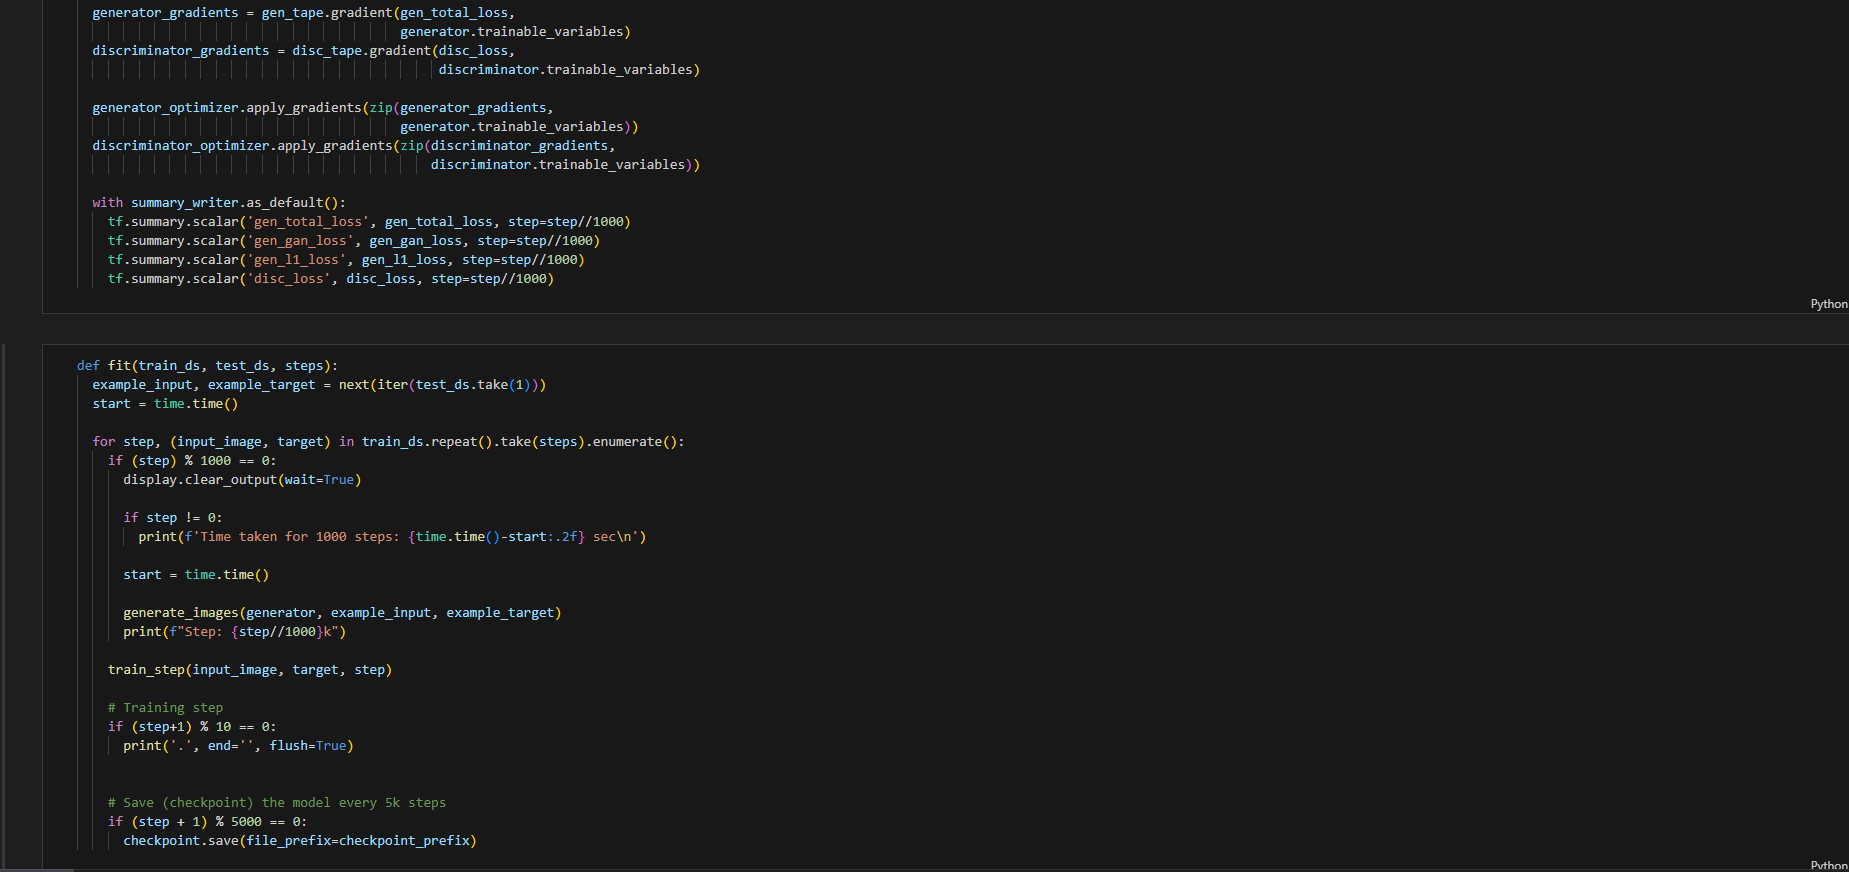 generator_gradients = gen_tape.gradient(gen_total_loss,
generator.trainable_variables)
discriminator_gradients = disc_tape.gradient(disc_loss,
discriminator.trainable_variables)
generator_optimizer.apply_gradients(zip(generator_gradients,
generator.trainable_variables))
discriminator_optimizer.apply_gradients(zip(discriminator_gradients,
discriminator.trainable_variables))
with summary_writer.as_default():
tf.summary.scalar('gen_total_loss', gen_total_loss, step=step//1000)
tf.summary.scalar('gen_gan_loss', gen_gan_loss, step=step//1000)
tf.summary.scalar('gen_l1_loss', gen_l1_loss, step=step//1000)
tf.summary.scalar('disc_loss', disc_loss, step=step//1000)
Python
def fit(train_ds, test_ds, steps):
example_input, example_target = next(iter(test_ds.take(1)))
start = time.time()
for step, (input_image, target) in train_ds.repeat().take(steps).enumerate():
if (step) % 1000 == 0:
display.clear_output(wait=True)
if step != 0:
print(f'Time taken for 1000 steps: {time.time()-start:.2f} sec\n')
start = time.time()
generate_images(generator, example_input, example_target)
print(f"Step: {step//1000}k")
train_step(input_image, target, step)
# Training step
if (step+1) % 10 == 0:
print('.', end='', flush=True)
# Save (checkpoint) the model every 5k steps
if (step + 1) % 5000 == 0:
checkpoint.save(file_prefix=checkpoint_prefix)
Python